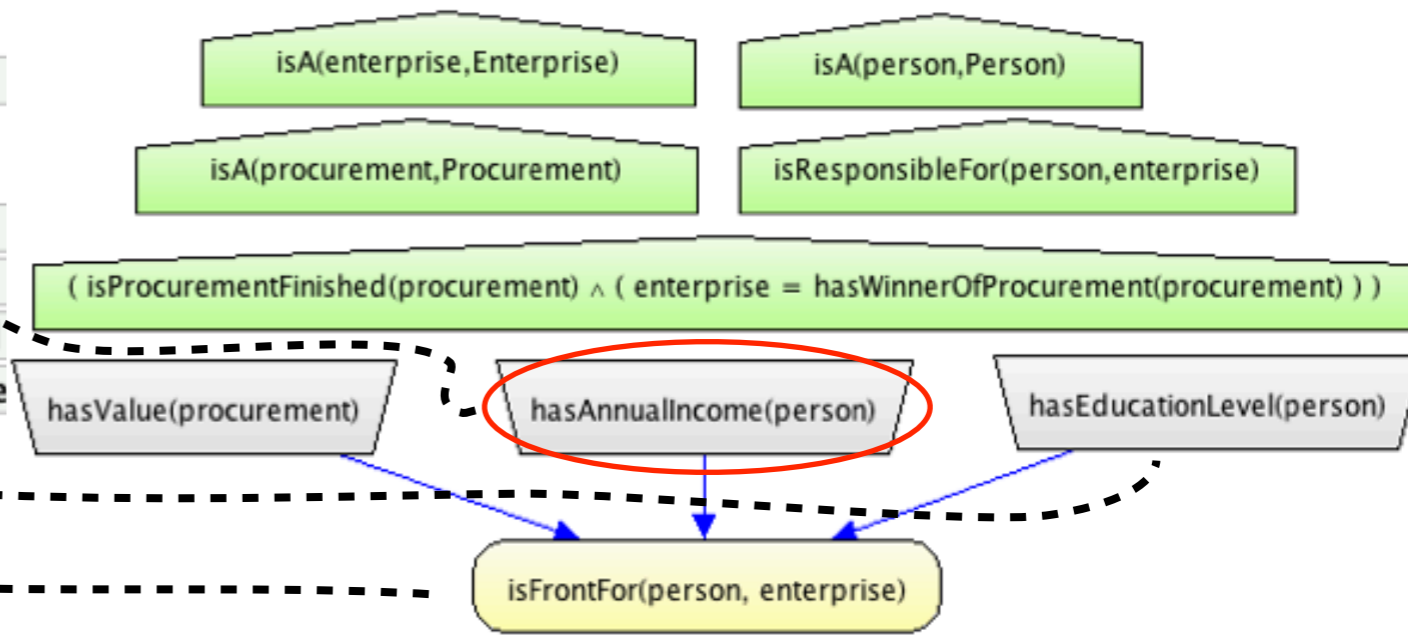 isA(enterprise,Enterprise)
isA(person,Person)
isA(procurement,Procurement)
isResponsibleFor(person,enterprise)
( isProcurementFinished(procurement) ∧ ( enterprise = hasWinnerOfProcurement(procurement) ) )
hasValue(procurement)
hasAnnualIncome(person)
hasEducationLevel(person)
isFrontFor(person, enterprise)